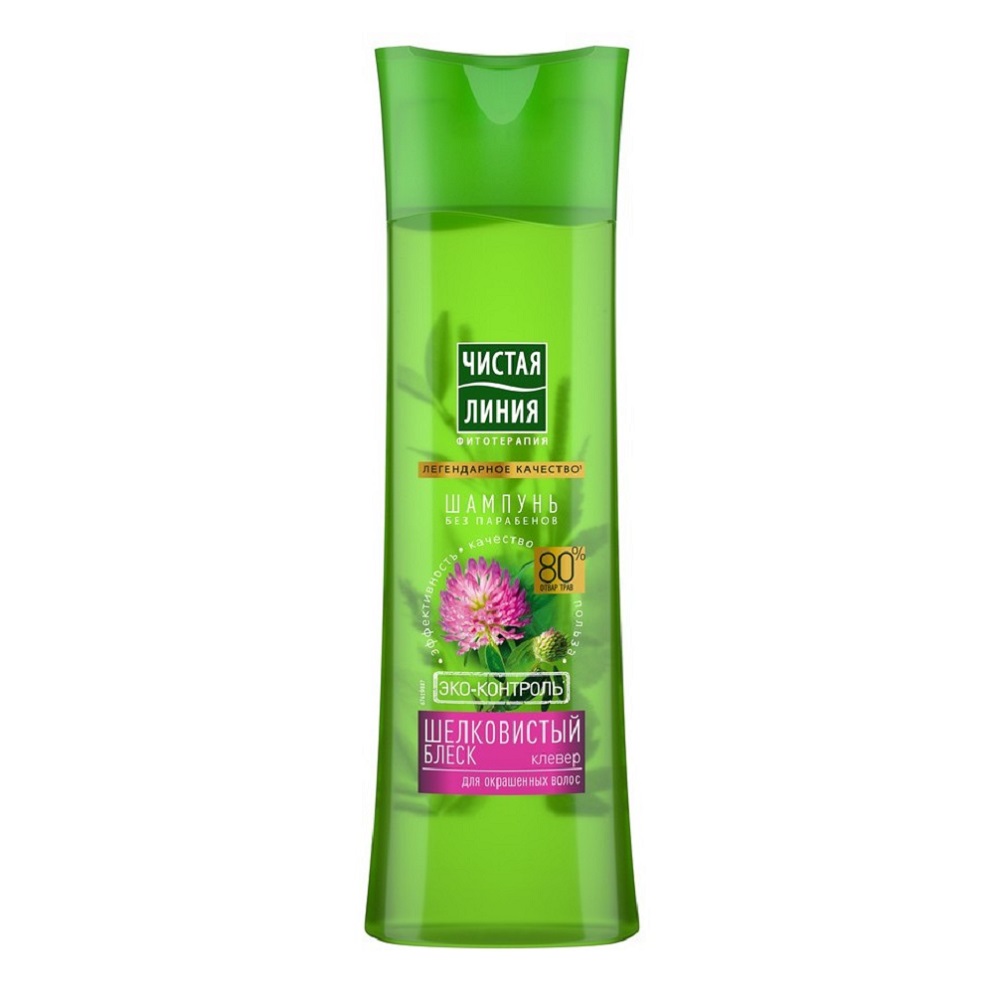 ЧИСТАЯ
ЛИНИЯ
ФИТОТЕРАПИЯ
ЛЕГЕНДАРНОЕ КАЧЕСТВО
ШАМПУНЬ
БЕЗ ПАРАБЕНОВ
• эффективность • качество • польза •
80%
ОТВАР ТРАВ
ЭКО-КОНТРОЛЬ
ШЕЛКОВИСТЫЙ
БЛЕСК клевер
для окрашенных волос